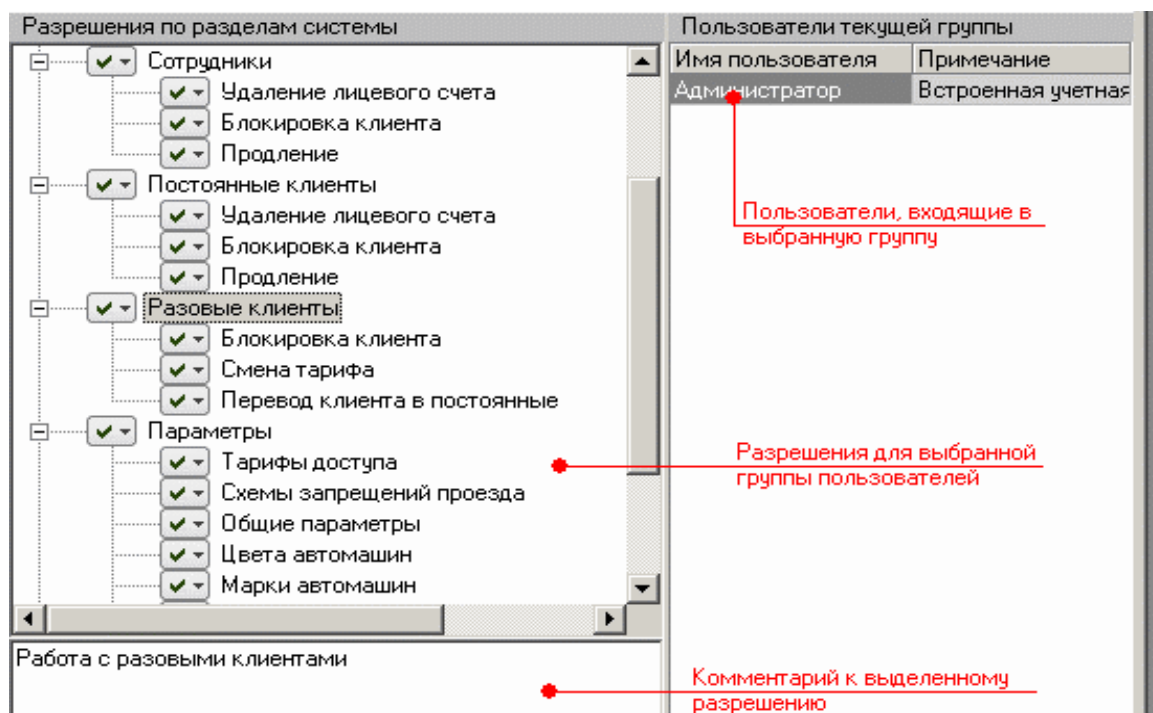 Разрешения по разделам системы
Сотрудники
Удаление лицевого счета
Блокировка клиента
Продление
Постоянные клиенты
Удаление лицевого счета
Блокировка клиента
Продление
Разовые клиенты
Блокировка клиента
Смена тарифа
Перевод клиента в постоянные
Параметры
Тарифы доступа
Схемы запрещений проезда
Общие параметры
Цвета автомашин
Марки автомашин
Работа с разовыми клиентами
Пользователи текущей группы
Имя пользователя Примечание
Администратор Встроенная учетная
Пользователи, входящие в
выбранную группу
Разрешения для выбранной
группы пользователей
Комментарий к выделенному
разрешению